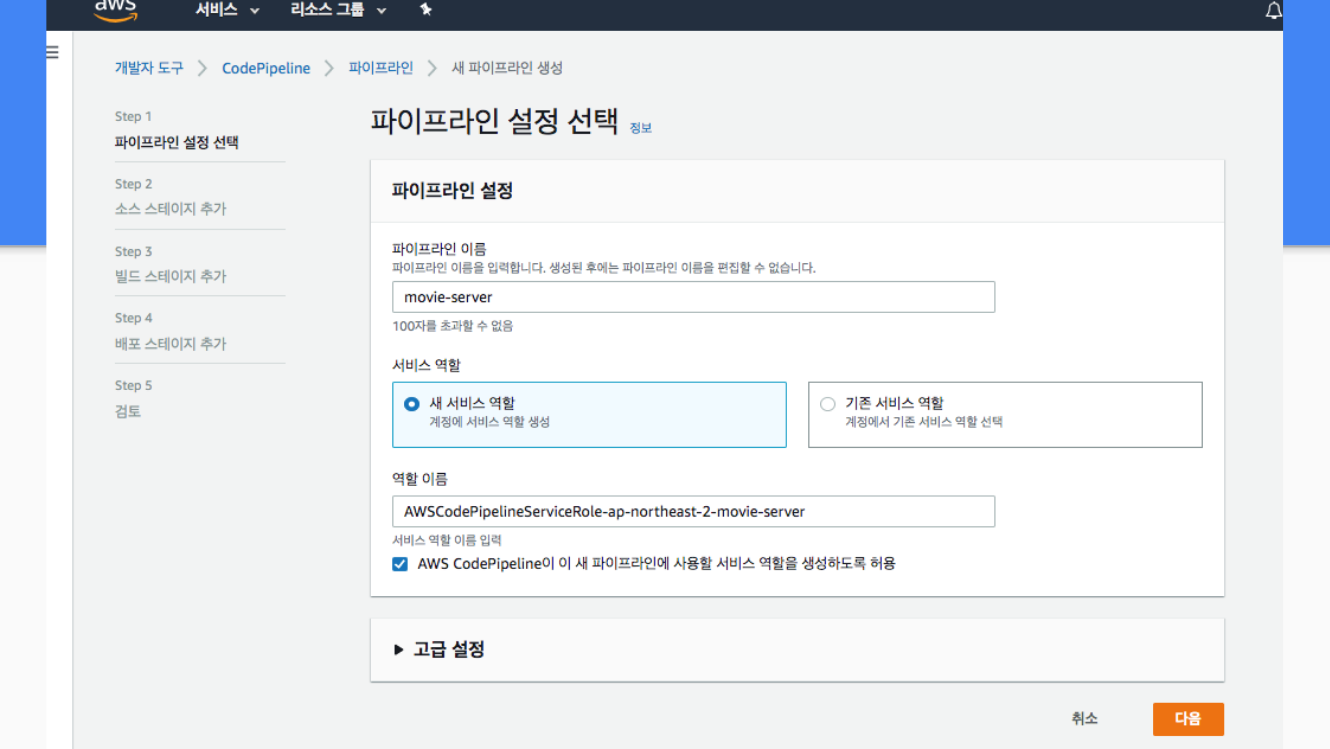 aws
서비스
리소스 그룹
개발자 도구
CodePipeline
파이프라인
새 파이프라인 생성
Step 1
파이프라인 설정 선택
Step 2
소스 스테이지 추가
Step 3
빌드 스테이지 추가
Step 4
배포 스테이지 추가
Step 5
검토
파이프라인 설정 선택 정보
파이프라인 설정
파이프라인 이름
파이프라인 이름을 입력합니다. 생성된 후에는 파이프라인 이름을 편집할 수 없습니다.
movie-server
100자를 초과할 수 없음
서비스 역할
새 서비스 역할
계정에 서비스 역할 생성
기존 서비스 역할
계정에서 기존 서비스 역할 선택
역할 이름
AWSCodePipelineServiceRole-ap-northeast-2-movie-server
서비스 역할 이름 입력
AWS CodePipeline이 이 새 파이프라인에 사용할 서비스 역할을 생성하도록 허용
고급 설정
취소
다음